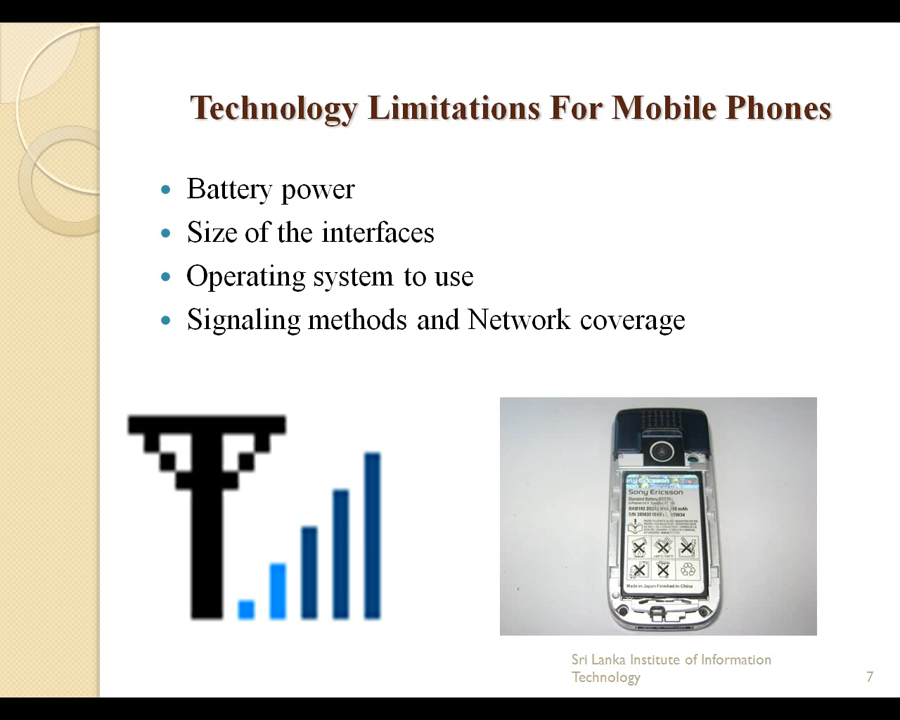 Technology Limitations For Mobile Phones
Battery power
Size of the interfaces
Operating system to use
Signaling methods and Network coverage
Sony Ericsson
Made in Japan Finished in China
Sri Lanka Institute of Information
Technology
7